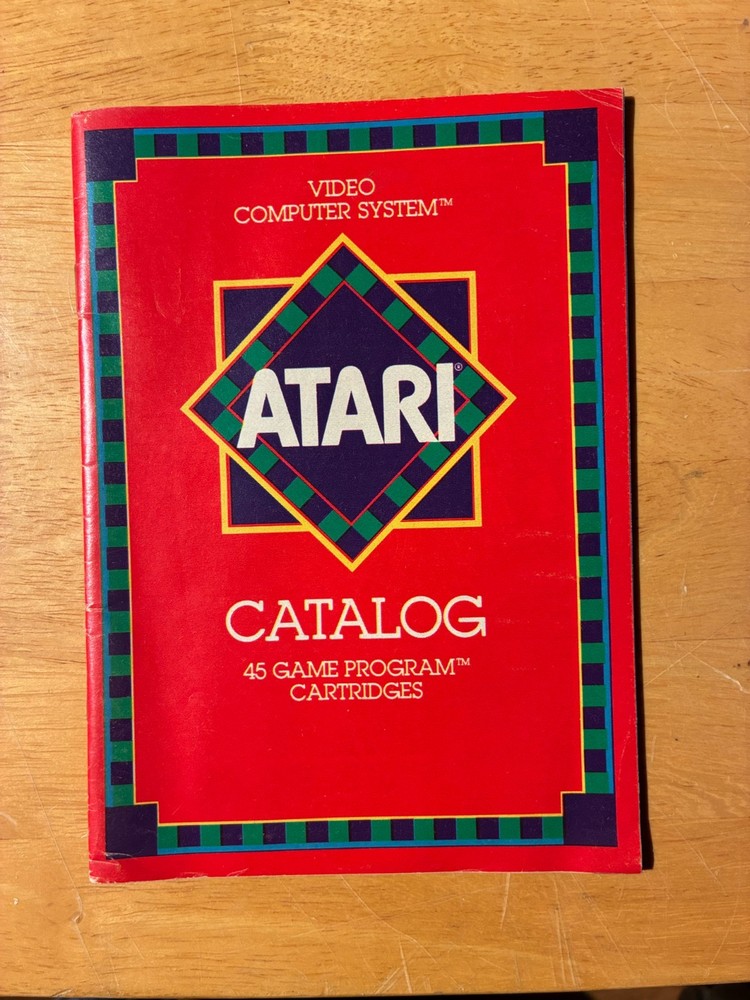 VIDEO
COMPUTER SYSTEM™
ATARI®
CATALOG
45 GAME PROGRAM™
CARTRIDGES